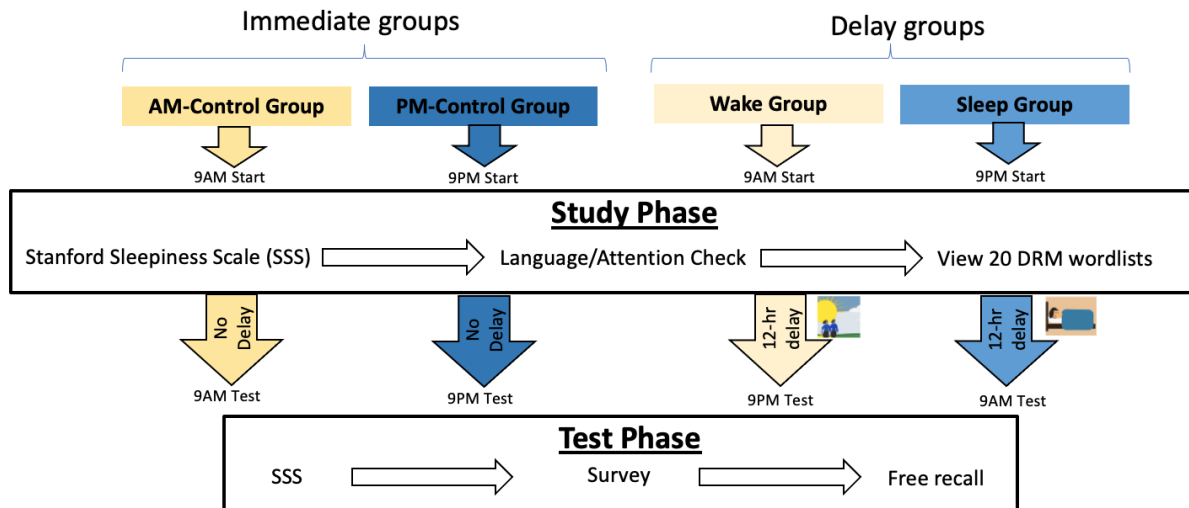 Immediate groups
Delay groups
AM-Control Group
PM-Control Group
Wake Group
Sleep Group
9AM Start
9PM Start
9AM Start
9PM Start
Study Phase
Stanford Sleepiness Scale (SSS)
Language/Attention Check
View 20 DRM wordlists
No
Delay
No
Delay
12-hr
delay
12-hr
delay
9AM Test
9PM Test
9PM Test
9AM Test
Test Phase
SSS
Survey
Free recall